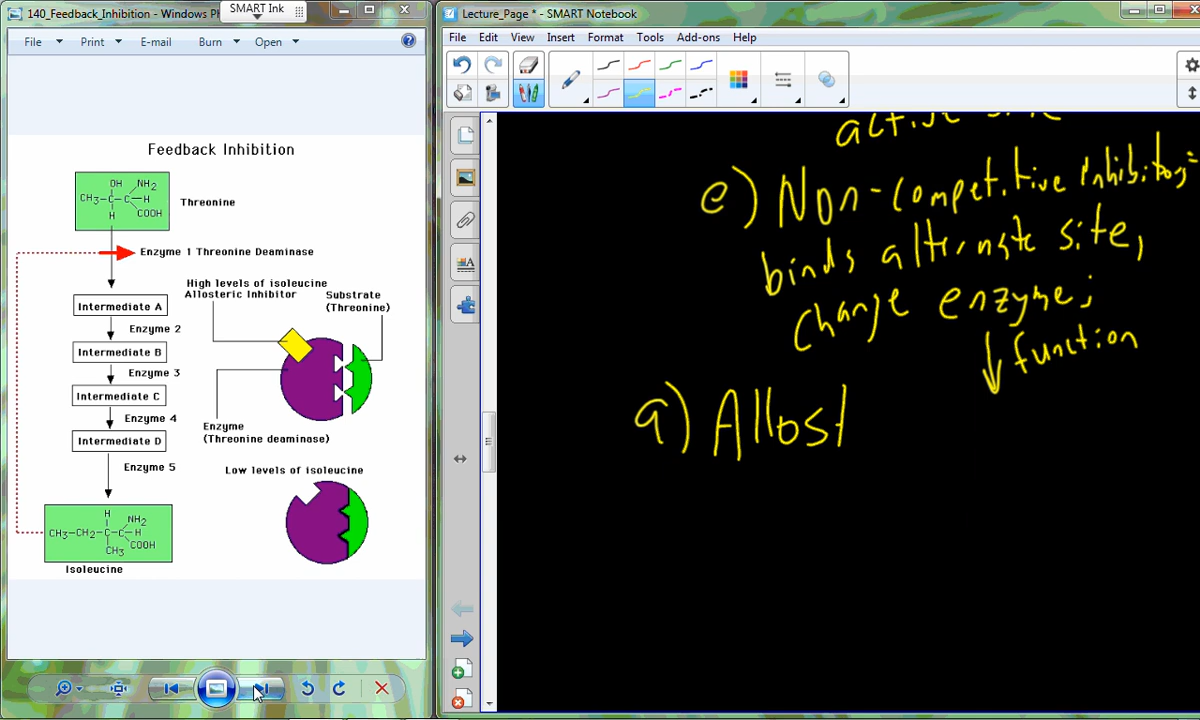 140_Feedback_Inhibition - Windows Ph
SMART Ink
File Print E-mail Burn Open
Feedback Inhibition
OH NH2
CH3-C-C-H
H COOH
Threonine
Enzyme 1 Threonine Deaminase
High levels of isoleucine
Allosteric Inhibitor
Substrate
(Threonine)
Intermediate A
Enzyme 2
Intermediate B
Enzyme 3
Intermediate C
Enzyme 4
Intermediate D
Enzyme 5
Enzyme
(Threonine deaminase)
Low levels of isoleucine
H NH2
CH3-CH2-C-C-H
CH3 COOH
Isoleucine
Lecture_Page * - SMART Notebook
File Edit View Insert Format Tools Add-ons Help
active
e) Non-competitive inhibitors=
binds alternate site,
change enzyme;
↓ function
a) Allost